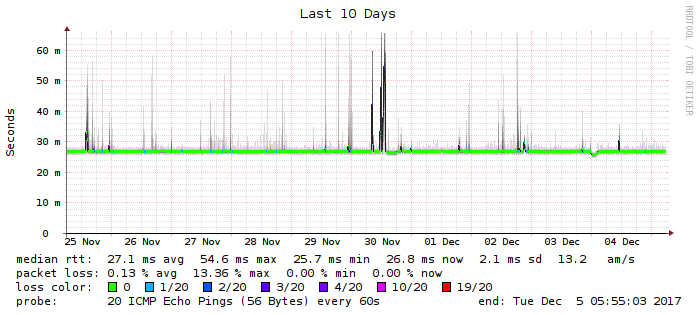 Last 10 Days
RRDTOOL / TOBI OETIKER
Seconds
60 m
50 m
40 m
30 m
20 m
10 m
0
25 Nov 26 Nov 27 Nov 28 Nov 29 Nov 30 Nov 01 Dec 02 Dec 03 Dec 04 Dec
median rtt: 27.1 ms avg 54.6 ms max 25.7 ms min 26.8 ms now 2.1 ms sd 13.2 am/s
packet loss: 0.13 % avg 13.36 % max 0.00 % min 0.00 % now
loss color: 0 1/20 2/20 3/20 4/20 10/20 19/20
probe: 20 ICMP Echo Pings (56 Bytes) every 60s end: Tue Dec 5 05:55:03 2017